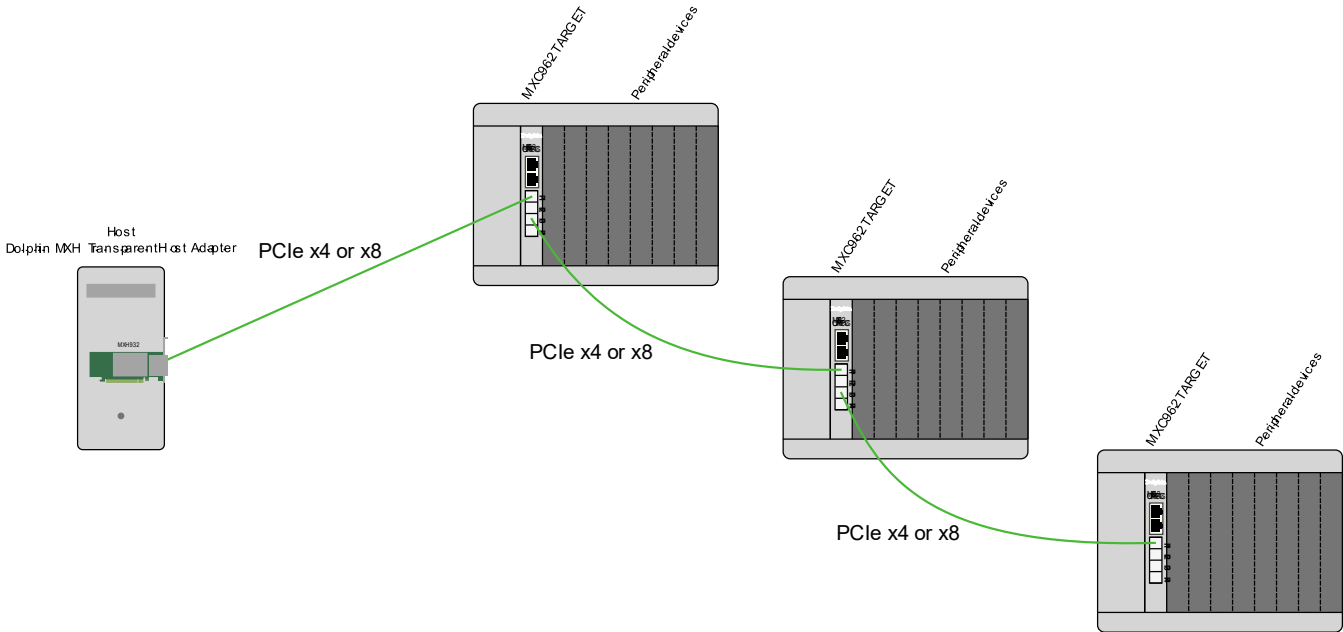 MXC962 TARGET
Peripheral devices
Host
Dolphin MXH Transparent Host Adapter
PCIe x4 or x8
MXH932
MXC962 TARGET
Peripheral devices
PCIe x4 or x8
MXC962 TARGET
Peripheral devices
PCIe x4 or x8